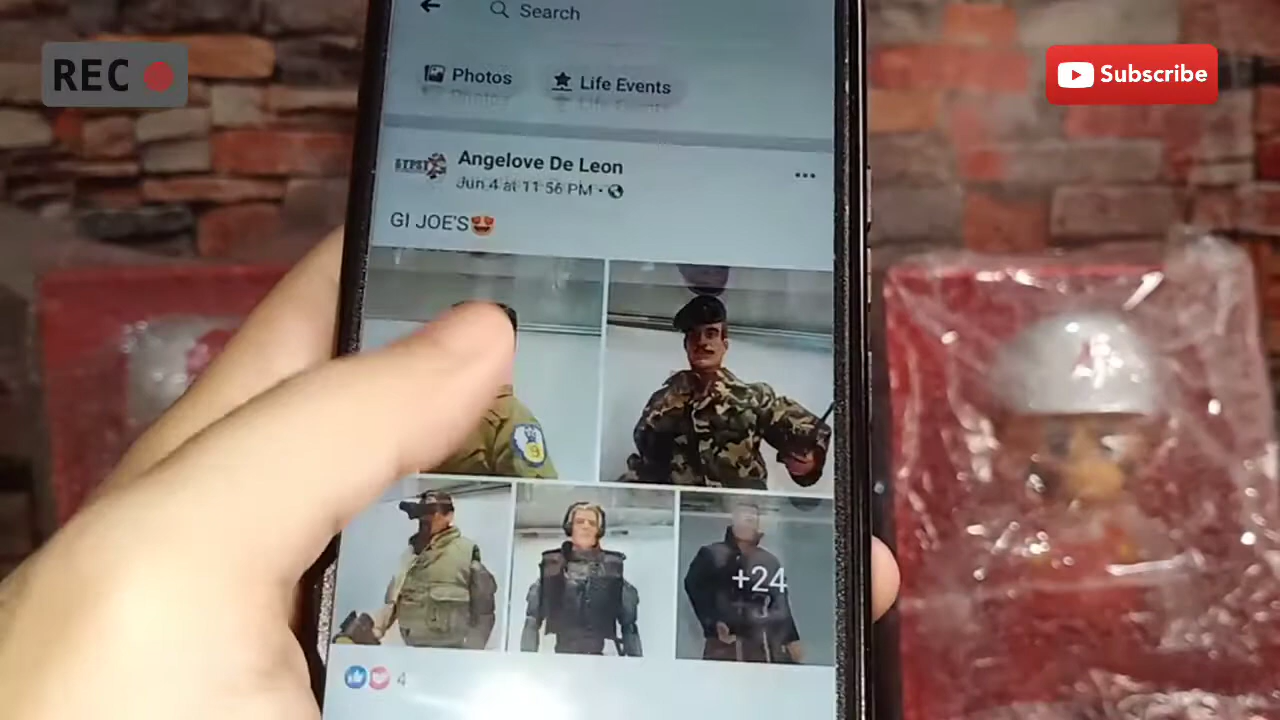 REC
Subscribe
Search
Photos
Life Events
GYPSY
Angelove De Leon
Jun 4 at 11:56 PM
GI JOE'S😍
+24
4